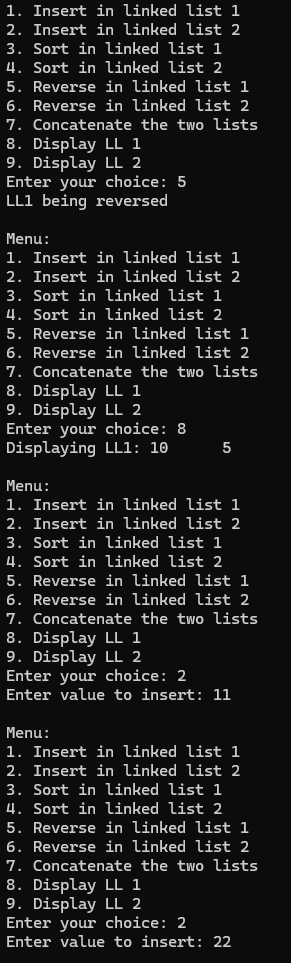 1. Insert in linked list 1
2. Insert in linked list 2
3. Sort in linked list 1
4. Sort in linked list 2
5. Reverse in linked list 1
6. Reverse in linked list 2
7. Concatenate the two lists
8. Display LL 1
9. Display LL 2
Enter your choice: 5
LL1 being reversed

Menu:
1. Insert in linked list 1
2. Insert in linked list 2
3. Sort in linked list 1
4. Sort in linked list 2
5. Reverse in linked list 1
6. Reverse in linked list 2
7. Concatenate the two lists
8. Display LL 1
9. Display LL 2
Enter your choice: 8
Displaying LL1: 10      5

Menu:
1. Insert in linked list 1
2. Insert in linked list 2
3. Sort in linked list 1
4. Sort in linked list 2
5. Reverse in linked list 1
6. Reverse in linked list 2
7. Concatenate the two lists
8. Display LL 1
9. Display LL 2
Enter your choice: 2
Enter value to insert: 11

Menu:
1. Insert in linked list 1
2. Insert in linked list 2
3. Sort in linked list 1
4. Sort in linked list 2
5. Reverse in linked list 1
6. Reverse in linked list 2
7. Concatenate the two lists
8. Display LL 1
9. Display LL 2
Enter your choice: 2
Enter value to insert: 22